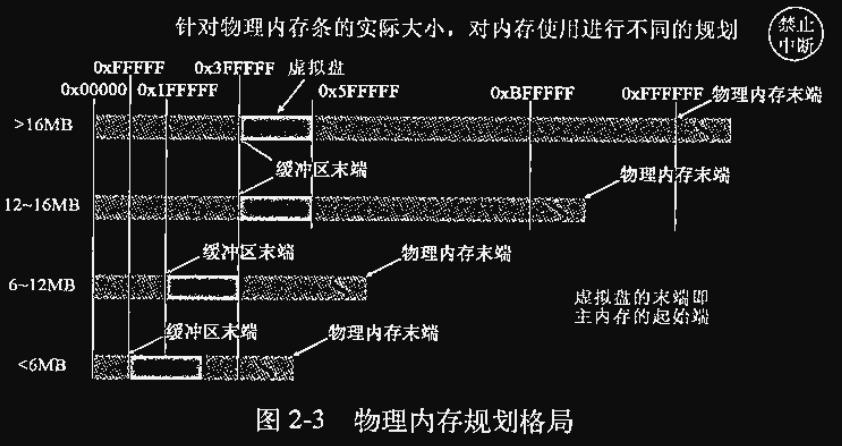 针对物理内存条的实际大小，对内存使用进行不同的规划
禁止
中断
0xFFFFF 0x3FFFFF 虚拟盘
0x00000 0x1FFFFF 0x5FFFFF 0xBFFFFF 0xFFFFFF 物理内存末端
>16MB
缓冲区末端 物理内存末端
12~16MB
缓冲区末端 物理内存末端
6~12MB
虚拟盘的末端即
主内存的起始端
缓冲区末端 物理内存末端
<6MB
图 2-3 物理内存规划格局